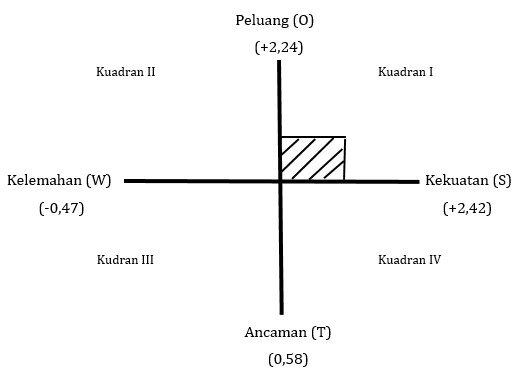 Peluang (O)
(+2,24)
Kuadran II
Kuadran I
Kelemahan (W)
(-0,47)
Kekuatan (S)
(+2,42)
Kudran III
Kuadran IV
Ancaman (T)
(0,58)